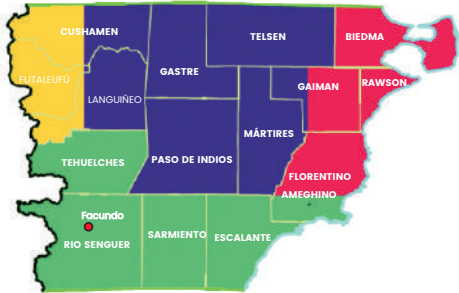 CUSHAMEN
TELSEN
BIEDMA
FUTALEUFÚ
GASTRE
GAIMAN
RAWSON
LANGUIÑEO
MÁRTIRES
TEHUELCHES
PASO DE INDIOS
FLORENTINO
AMEGHINO
Facundo
RIO SENGUER
SARMIENTO
ESCALANTE